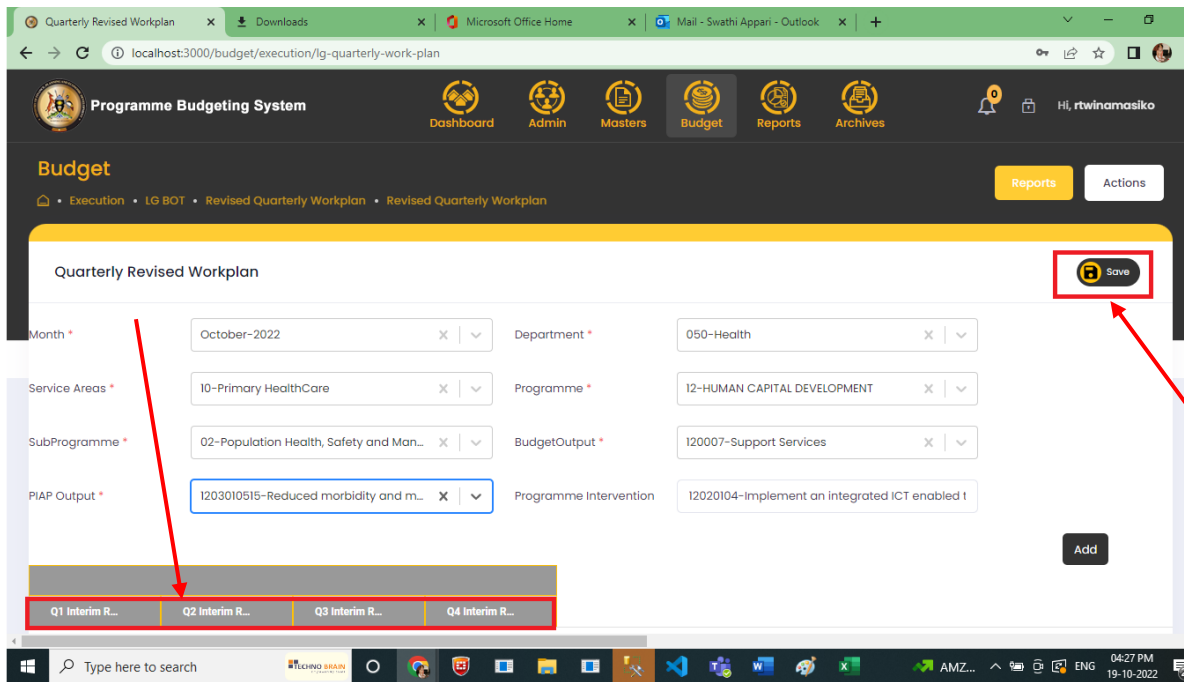 Quarterly Revised Workplan
Downloads
Microsoft Office Home
Mail - Swathi Appari - Outlook
localhost:3000/budget/execution/lg-quarterly-work-plan
Programme Budgeting System
Dashboard
Admin
Masters
Budget
Reports
Archives
0
Hi, rtwinamasiko
Budget
Reports
Actions
Execution • LG BOT • Revised Quarterly Workplan • Revised Quarterly Workplan
Quarterly Revised Workplan
Save
Month * October-2022 Department * 050-Health
Service Areas * 10-Primary HealthCare Programme * 12-HUMAN CAPITAL DEVELOPMENT
SubProgramme * 02-Population Health, Safety and Man... BudgetOutput * 120007-Support Services
PIAP Output * 1203010515-Reduced morbidity and m... Programme Intervention 12020104-Implement an integrated ICT enabled t
Add
Q1 Interim R... Q2 Interim R... Q3 Interim R... Q4 Interim R...
Type here to search
TECHNO BRAIN
AMZ...
ENG
04:27 PM
19-10-2022